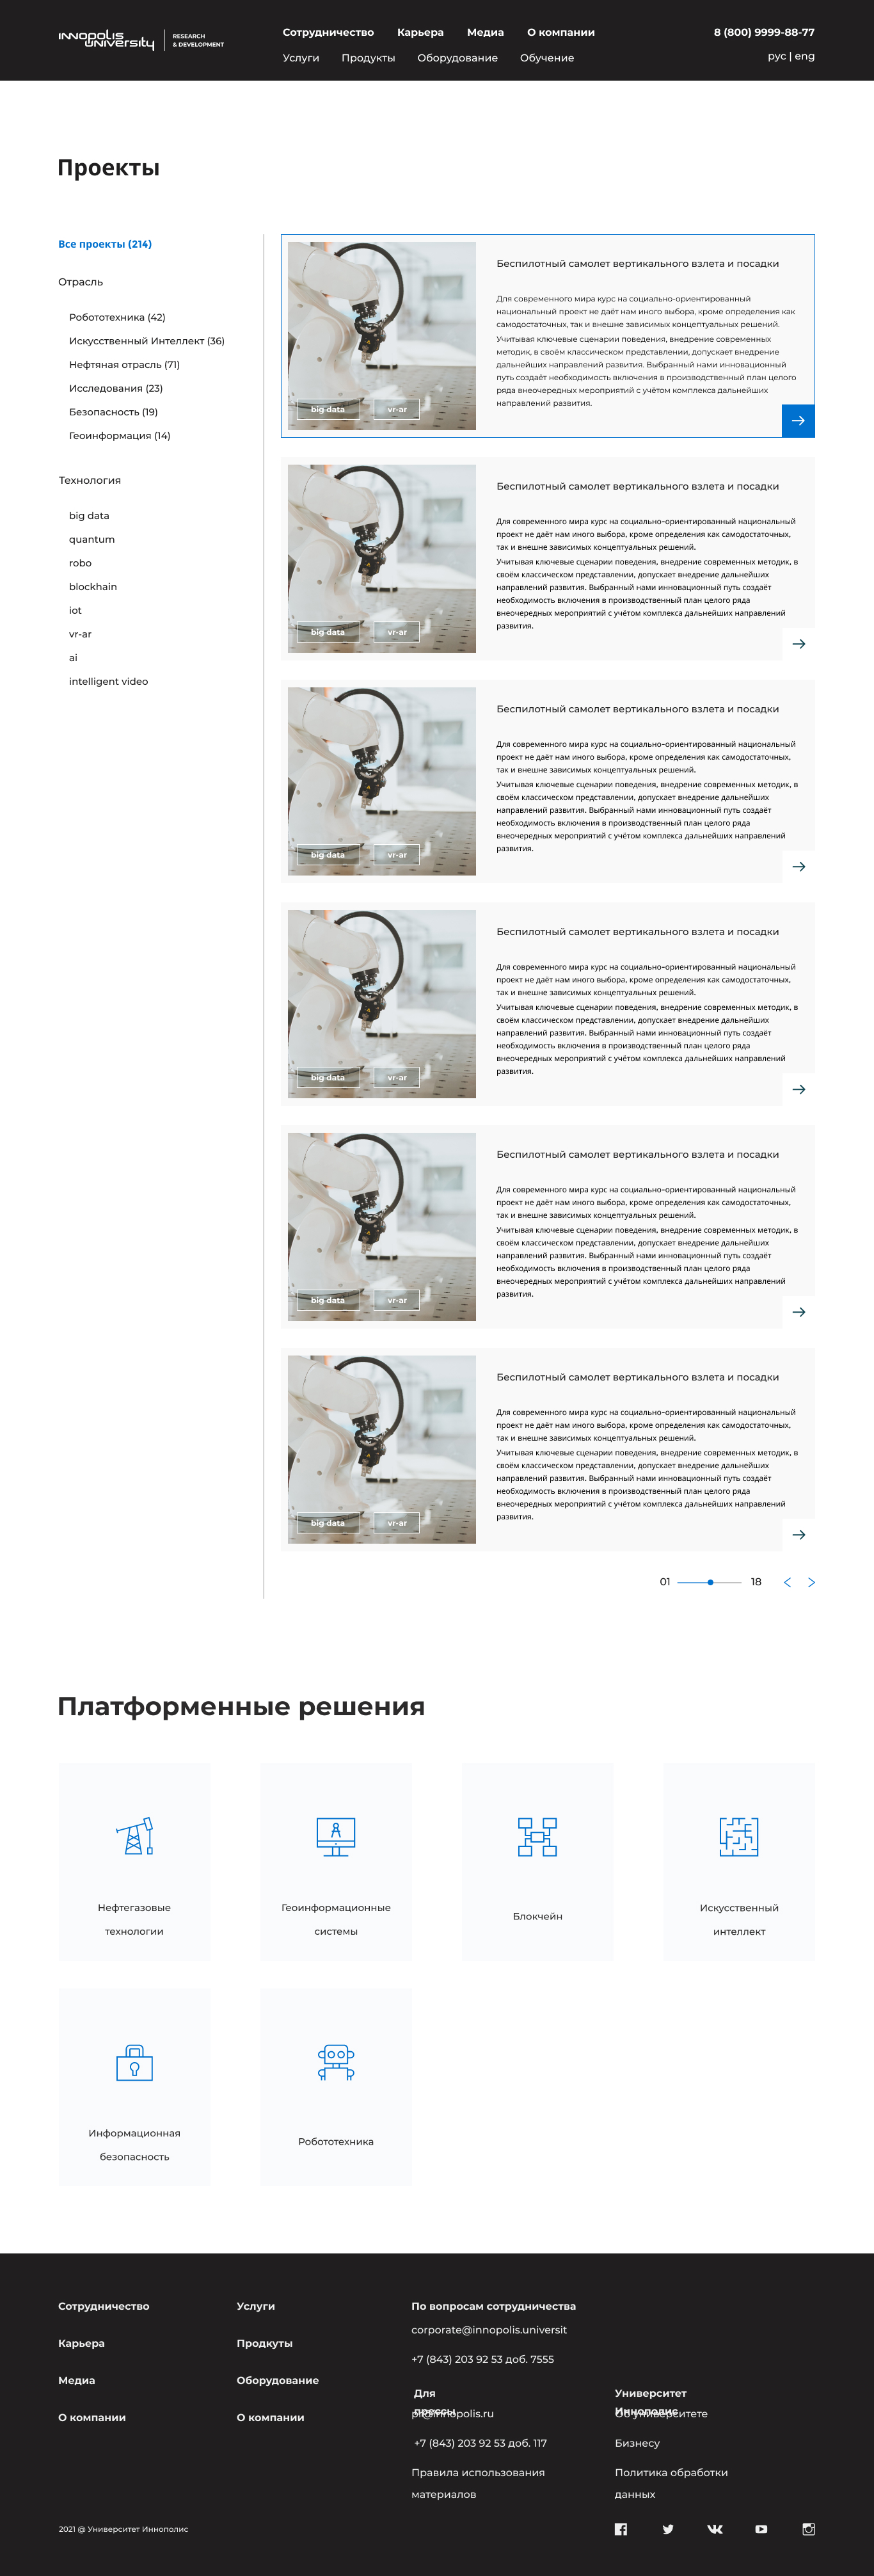 innopolis university
RESEARCH
& DEVELOPMENT
Сотрудничество Карьера Медиа О компании
8 (800) 9999-88-77
Услуги Продукты Оборудование Обучение
рус | eng
Проекты
Все проекты (214)
Отрасль
Робототехника (42)
Искусственный Интеллект (36)
Нефтяная отрасль (71)
Исследования (23)
Безопасность (19)
Геоинформация (14)
Технология
big data
quantum
robo
blockhain
iot
vr-ar
ai
intelligent video
Беспилотный самолет вертикального взлета и посадки
Для современного мира курс на социально-ориентированный
национальный проект не даёт нам иного выбора, кроме определения как
самодостаточных, так и внешне зависимых концептуальных решений.
Учитывая ключевые сценарии поведения, внедрение современных
методик, в своём классическом представлении, допускает внедрение
дальнейших направлений развития. Выбранный нами инновационный
путь создаёт необходимость включения в производственный план целого
ряда внеочередных мероприятий с учётом комплекса дальнейших
направлений развития.
big data vr-ar
Беспилотный самолет вертикального взлета и посадки
Для современного мира курс на социально-ориентированный национальный
проект не даёт нам иного выбора, кроме определения как самодостаточных,
так и внешне зависимых концептуальных решений.
Учитывая ключевые сценарии поведения, внедрение современных методик, в
своём классическом представлении, допускает внедрение дальнейших
направлений развития. Выбранный нами инновационный путь создаёт
необходимость включения в производственный план целого ряда
внеочередных мероприятий с учётом комплекса дальнейших направлений
развития.
big data vr-ar
Беспилотный самолет вертикального взлета и посадки
Для современного мира курс на социально-ориентированный национальный
проект не даёт нам иного выбора, кроме определения как самодостаточных,
так и внешне зависимых концептуальных решений.
Учитывая ключевые сценарии поведения, внедрение современных методик, в
своём классическом представлении, допускает внедрение дальнейших
направлений развития. Выбранный нами инновационный путь создаёт
необходимость включения в производственный план целого ряда
внеочередных мероприятий с учётом комплекса дальнейших направлений
развития.
big data vr-ar
Беспилотный самолет вертикального взлета и посадки
Для современного мира курс на социально-ориентированный национальный
проект не даёт нам иного выбора, кроме определения как самодостаточных,
так и внешне зависимых концептуальных решений.
Учитывая ключевые сценарии поведения, внедрение современных методик, в
своём классическом представлении, допускает внедрение дальнейших
направлений развития. Выбранный нами инновационный путь создаёт
необходимость включения в производственный план целого ряда
внеочередных мероприятий с учётом комплекса дальнейших направлений
развития.
big data vr-ar
Беспилотный самолет вертикального взлета и посадки
Для современного мира курс на социально-ориентированный национальный
проект не даёт нам иного выбора, кроме определения как самодостаточных,
так и внешне зависимых концептуальных решений.
Учитывая ключевые сценарии поведения, внедрение современных методик, в
своём классическом представлении, допускает внедрение дальнейших
направлений развития. Выбранный нами инновационный путь создаёт
необходимость включения в производственный план целого ряда
внеочередных мероприятий с учётом комплекса дальнейших направлений
развития.
big data vr-ar
Беспилотный самолет вертикального взлета и посадки
Для современного мира курс на социально-ориентированный национальный
проект не даёт нам иного выбора, кроме определения как самодостаточных,
так и внешне зависимых концептуальных решений.
Учитывая ключевые сценарии поведения, внедрение современных методик, в
своём классическом представлении, допускает внедрение дальнейших
направлений развития. Выбранный нами инновационный путь создаёт
необходимость включения в производственный план целого ряда
внеочередных мероприятий с учётом комплекса дальнейших направлений
развития.
big data vr-ar
01 18
Платформенные решения
Нефтегазовые
технологии
Геоинформационные
системы
Блокчейн
Искусственный
интеллект
Информационная
безопасность
Робототехника
Сотрудничество
Карьера
Медиа
О компании
Услуги
Продкуты
Оборудование
О компании
По вопросам сотрудничества
corporate@innopolis.universit
+7 (843) 203 92 53 доб. 7555
Для
прессы
pr@innopolis.ru
+7 (843) 203 92 53 доб. 117
Правила использования
материалов
Университет
Иннополис
Об университете
Бизнесу
Политика обработки
данных
2021 @ Университет Иннополис